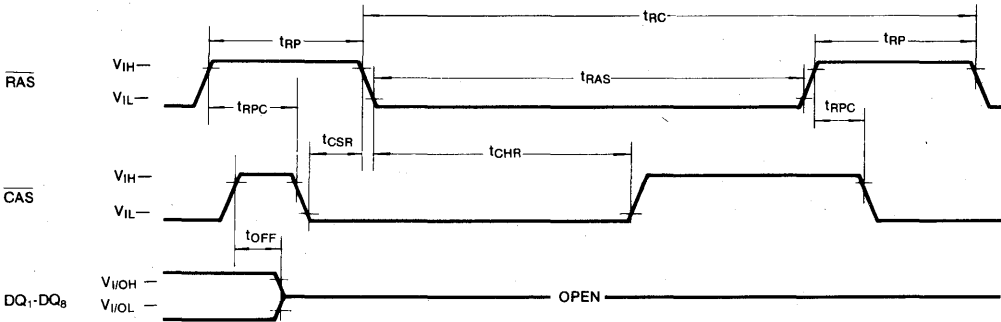 tRC
tRP
tRP
RAS
VIH
tRAS
VIL
tRPC
tRPC
tCSR
tCHR
VIH
CAS
VIL
tOFF
VI/OH
DQ1-DQ8
OPEN
VI/OL